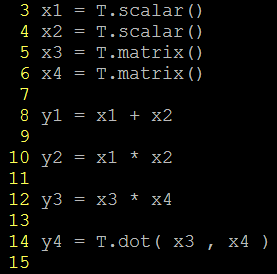 3 x1 = T.scalar()
4 x2 = T.scalar()
5 x3 = T.matrix()
6 x4 = T.matrix()
7
8 y1 = x1 + x2
9
10 y2 = x1 * x2
11
12 y3 = x3 * x4
13
14 y4 = T.dot( x3 , x4 )
15